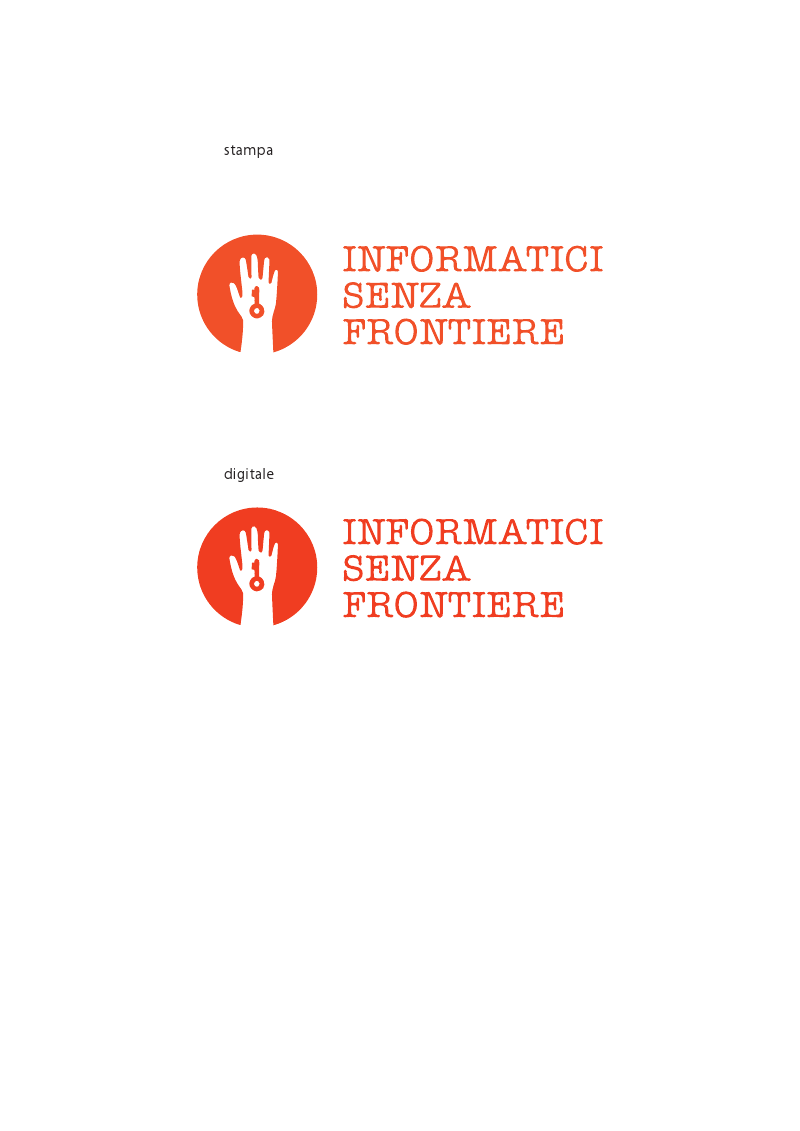 stampa
INFORMATICI
SENZA
FRONTIERE
digitale
INFORMATICI
SENZA
FRONTIERE